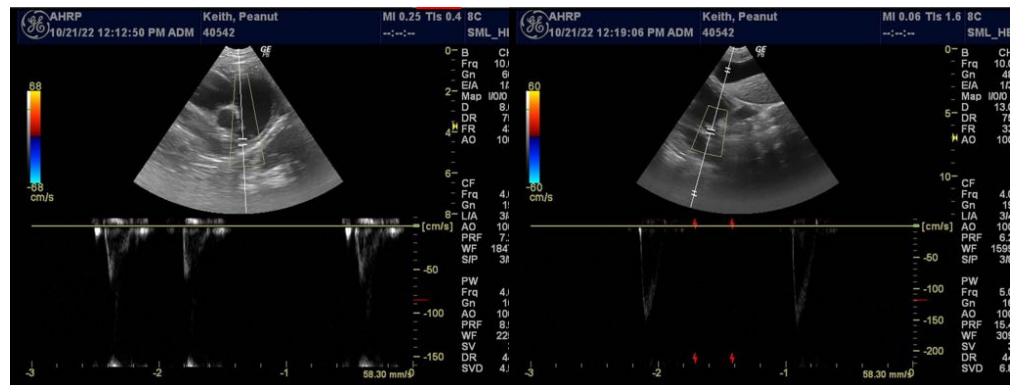 AHRP
Keith, Peanut
MI 0.25 TIs 0.4 8C
10/21/22 12:12:50 PM ADM
40542
--:--:--
SML_HE
B
Frq
Gn
E/A
Map
D
DR
FR
AO
68
-68
cm/s
0
2
4
6
8
CF
Frq
Gn
L/A
AO
PRF
WF
S/P
PW
Frq
Gn
AO
PRF
WF
SV
DR
SVD
[cm/s]
-50
-100
-150
-3
-2
-1
0
58.30 mm/s
AHRP
Keith, Peanut
MI 0.06 TIs 1.6 8C
10/21/22 12:19:06 PM ADM
40542
--:--:--
SML_HE
B
Frq
Gn
E/A
Map
D
DR
FR
AO
60
-60
cm/s
0
5
10
CF
Frq
Gn
L/A
AO
PRF
WF
S/P
PW
Frq
Gn
AO
PRF
WF
SV
DR
SVD
[cm/s]
-50
-100
-150
-200
-3
-2
-1
0
58.30 mm/s